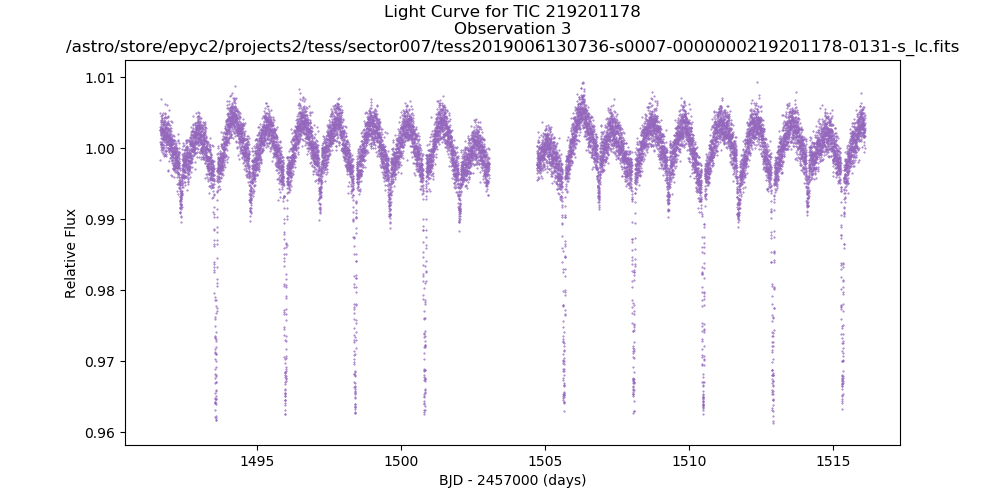 Light Curve for TIC 219201178
Observation 3
/astro/store/epyc2/projects2/tess/sector007/tess2019006130736-s0007-0000000219201178-0131-s_lc.fits
1.01
1.00
0.99
0.98
0.97
0.96
Relative Flux
1495
1500
1505
1510
1515
BJD - 2457000 (days)